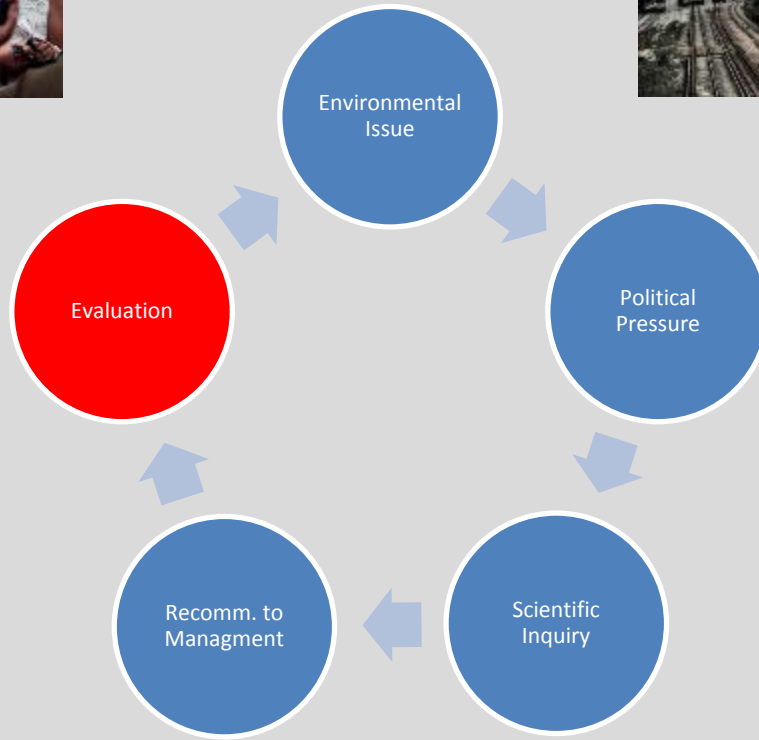 Environmental
Issue
Political
Pressure
Scientific
Inquiry
Recomm. to
Managment
Evaluation